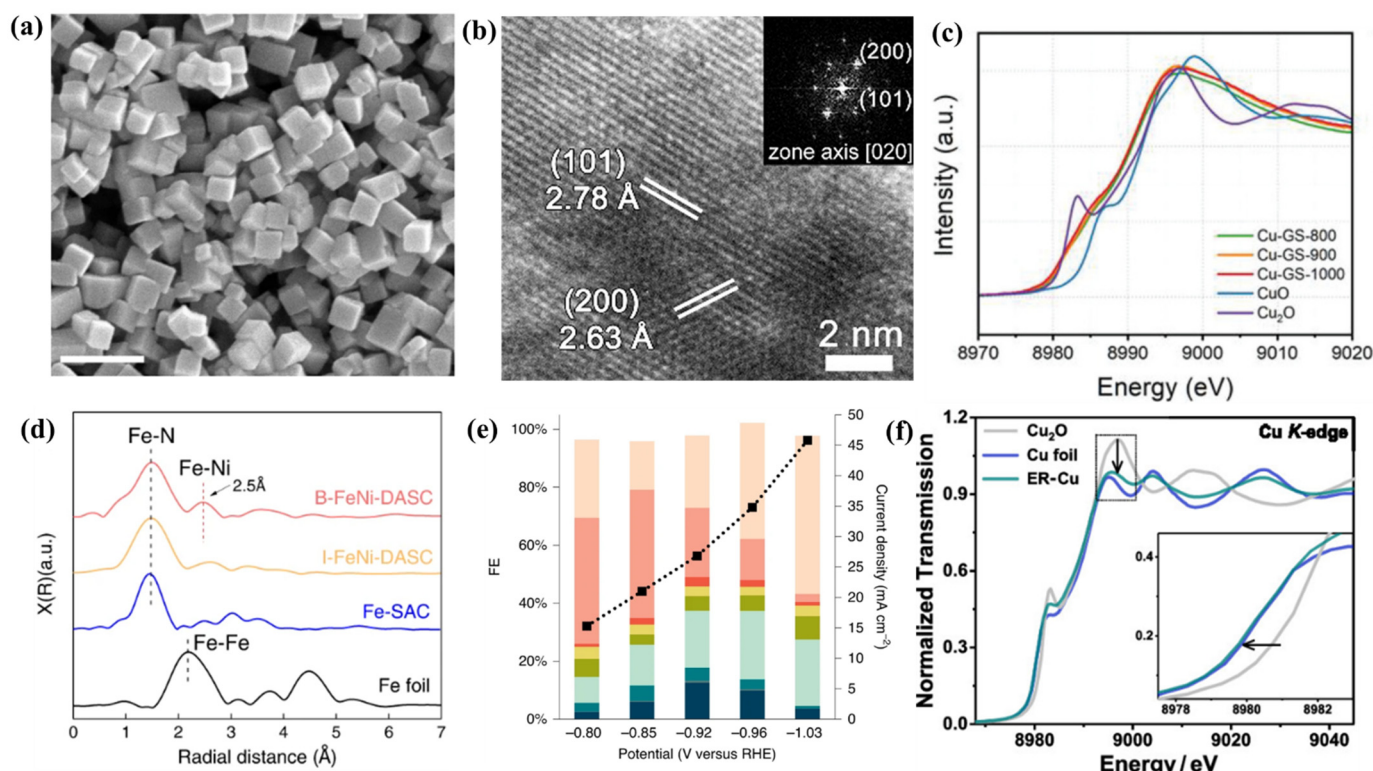 (a)
(b)
(200)
(101)
zone axis [020]
(101)
2.78 Å
(200)
2.63 Å
2 nm
(c)
Intensity (a.u.)
Cu-GS-800
Cu-GS-900
Cu-GS-1000
CuO
Cu₂O
8970 8980 8990 9000 9010 9020
Energy (eV)
(d)
X(R)(a.u.)
Fe-N
Fe-Ni
2.5Å
B-FeNi-DASC
I-FeNi-DASC
Fe-SAC
Fe-Fe
Fe foil
0 1 2 3 4 5 6 7
Radial distance (Å)
(e)
FE
100%
80%
60%
40%
20%
0%
50
45
40
35
30
25
20
15
10
5
0
Current density (mA cm⁻²)
−0.80 −0.85 −0.92 −0.96 −1.03
Potential (V versus RHE)
(f)
Normalized Transmission
1.2
0.9
0.6
0.3
0.0
Cu₂O
Cu foil
ER-Cu
Cu K-edge
0.4
0.2
8978 8980 8982
8980 9000 9020 9040
Energy / eV